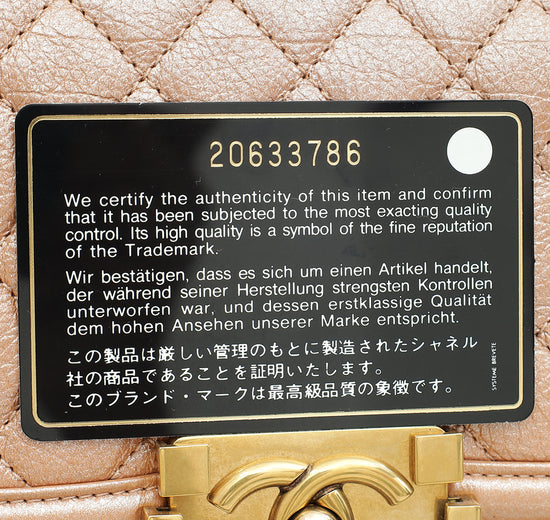 20633786
We certify the authenticity of this item and confirm
that it has been subjected to the most exacting quality
control. Its high quality is a symbol of the fine reputation
of the Trademark.
Wir bestätigen, dass es sich um einen Artikel handelt,
der während seiner Herstellung strengsten Kontrollen
unterworfen war, und dessen erstklassige Qualität
dem hohen Ansehen unserer Marke entspricht.
この製品は厳しい管理のもとに製造されたシャネル
社の商品であることを証明いたします。
このブランド・マークは最高級品質の象徴です。
SYSTEME BREVETE